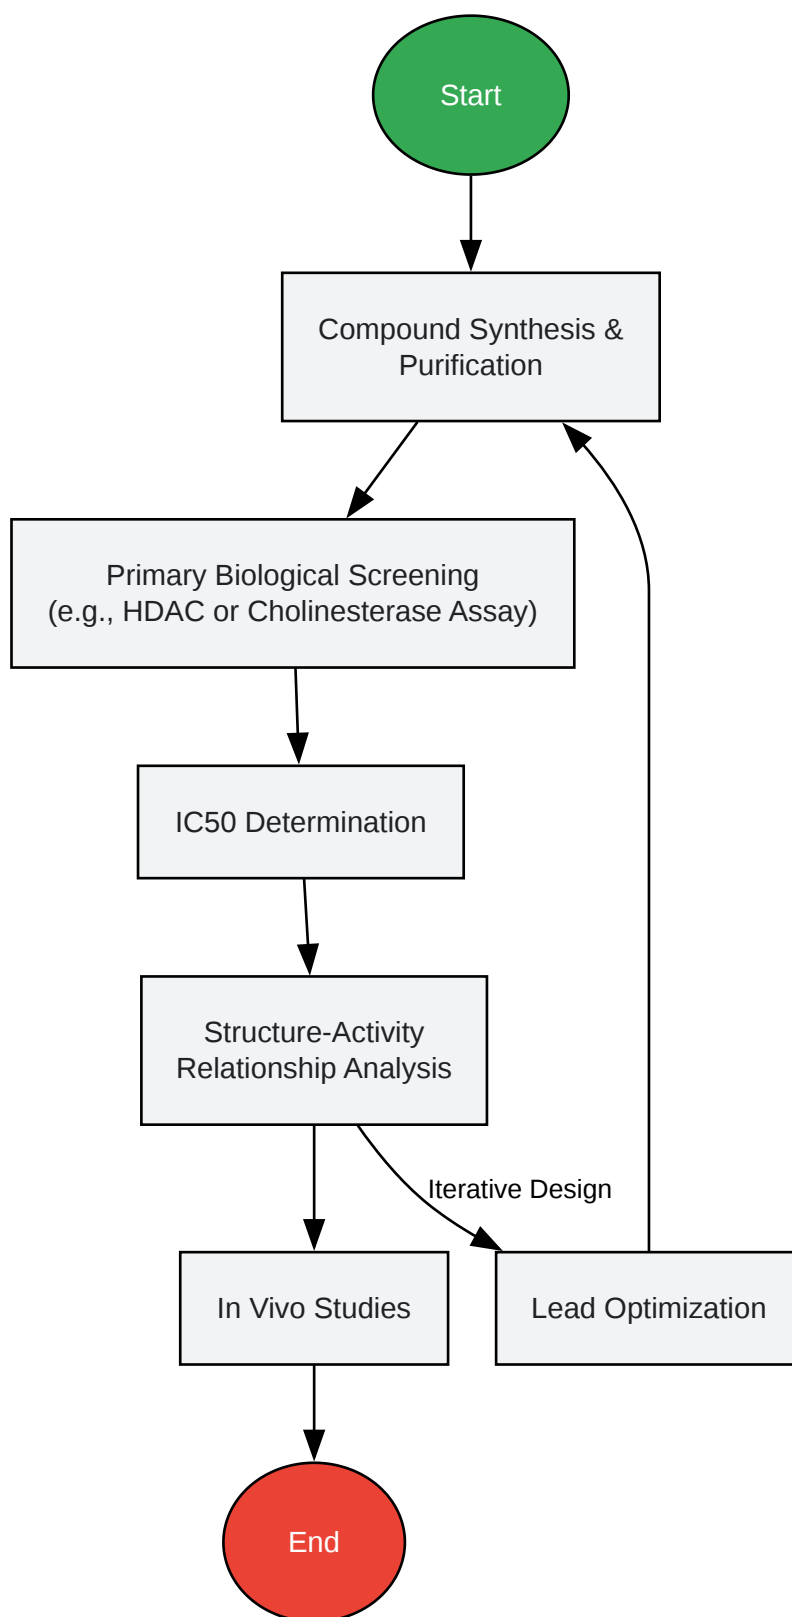 Start
Compound Synthesis &
Purification
Primary Biological Screening
(e.g., HDAC or Cholinesterase Assay)
IC50 Determination
Structure-Activity
Relationship Analysis
Iterative Design
In Vivo Studies
Lead Optimization
End